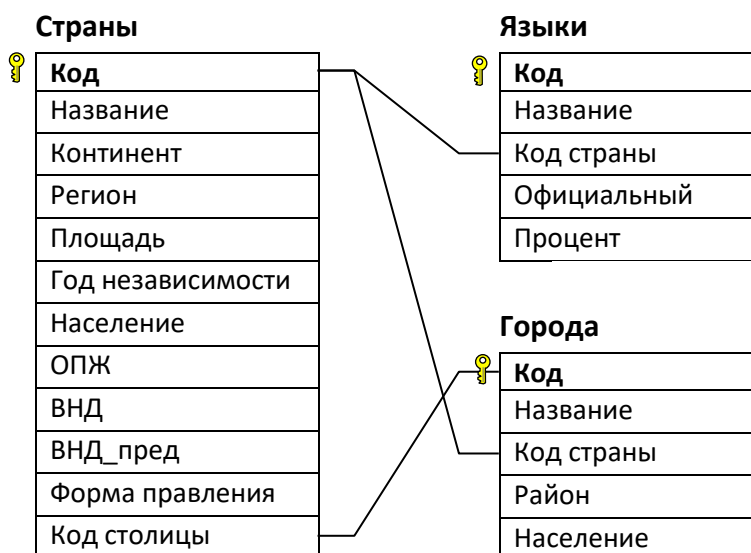 Страны
Код
Название
Континент
Регион
Площадь
Год независимости
Население
ОПЖ
ВНД
ВНД_пред
Форма правления
Код столицы
Языки
Код
Название
Код страны
Официальный
Процент
Города
Код
Название
Код страны
Район
Население